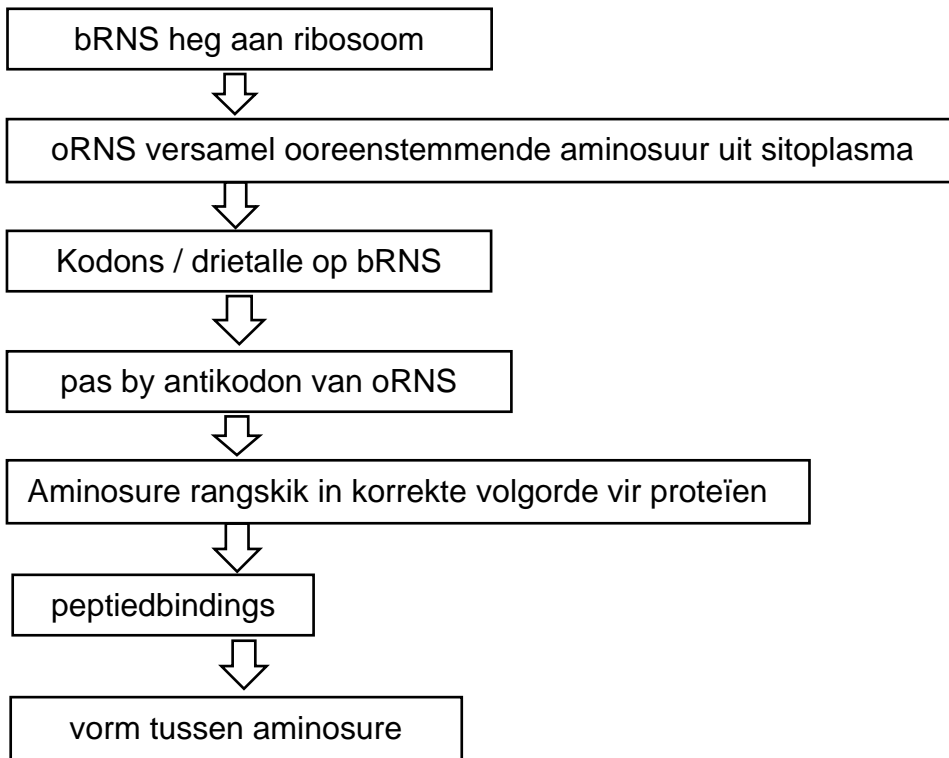 bRNS heg aan ribosoom
oRNS versamel ooreenstemmende aminosuur uit sitoplasma
Kodons / drietalle op bRNS
pas by antikodon van oRNS
Aminosure rangskik in korrekte volgorde vir proteïen
peptiedbindings
vorm tussen aminosure